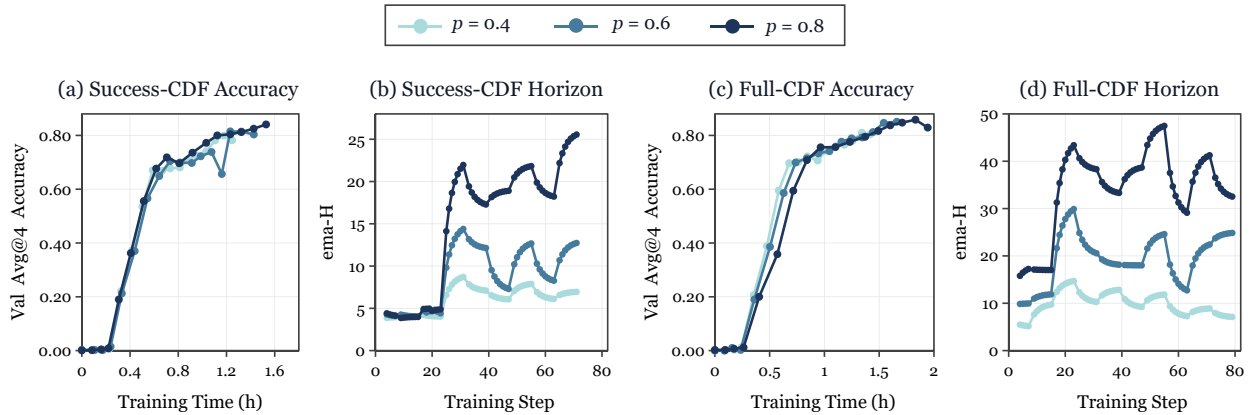 p = 0.4 p = 0.6 p = 0.8
(a) Success-CDF Accuracy
Val Avg@4 Accuracy
0.80
0.60
0.40
0.20
0.00
0 0.4 0.8 1.2 1.6
Training Time (h)
(b) Success-CDF Horizon
ema-H
25
20
15
10
5
0
0 20 40 60 80
Training Step
(c) Full-CDF Accuracy
Val Avg@4 Accuracy
0.80
0.60
0.40
0.20
0.00
0 0.5 1 1.5 2
Training Time (h)
(d) Full-CDF Horizon
ema-H
50
40
30
20
10
0
0 20 40 60 80
Training Step